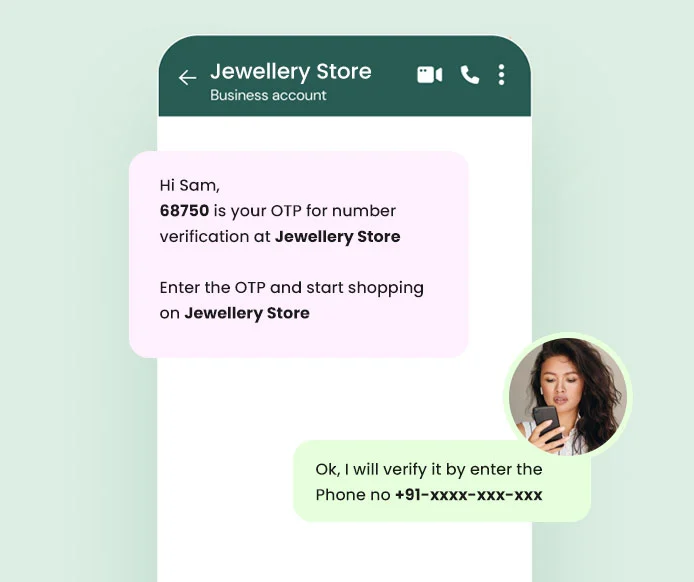 Jewellery Store
Business account
Hi Sam,
68750 is your OTP for number
verification at Jewellery Store
Enter the OTP and start shopping
on Jewellery Store
Ok, I will verify it by enter the
Phone no +91-xxxx-xxx-xxx